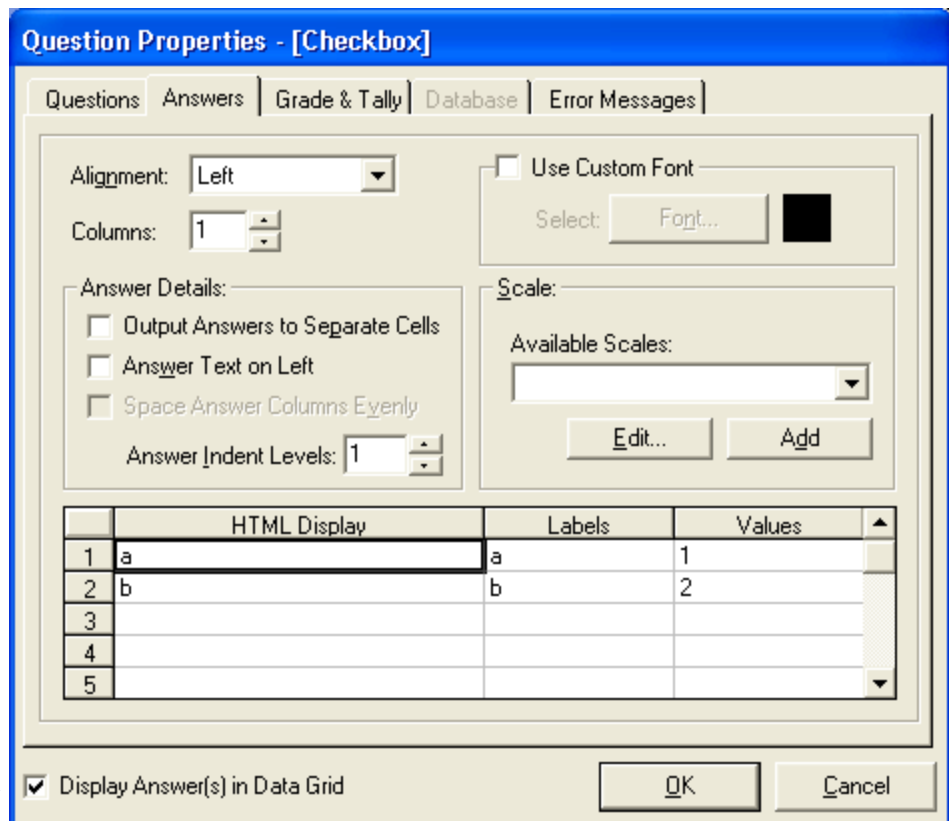 Question Properties - [Checkbox]
Questions Answers Grade & Tally Database Error Messages
Alignment: Left
Use Custom Font
Select: Font...
Columns: 1
Answer Details:
Output Answers to Separate Cells
Answer Text on Left
Space Answer Columns Evenly
Answer Indent Levels: 1
Scale:
Available Scales:
Edit... Add
HTML Display Labels Values
1 a a 1
2 b b 2
3
4
5
Display Answer(s) in Data Grid
OK Cancel